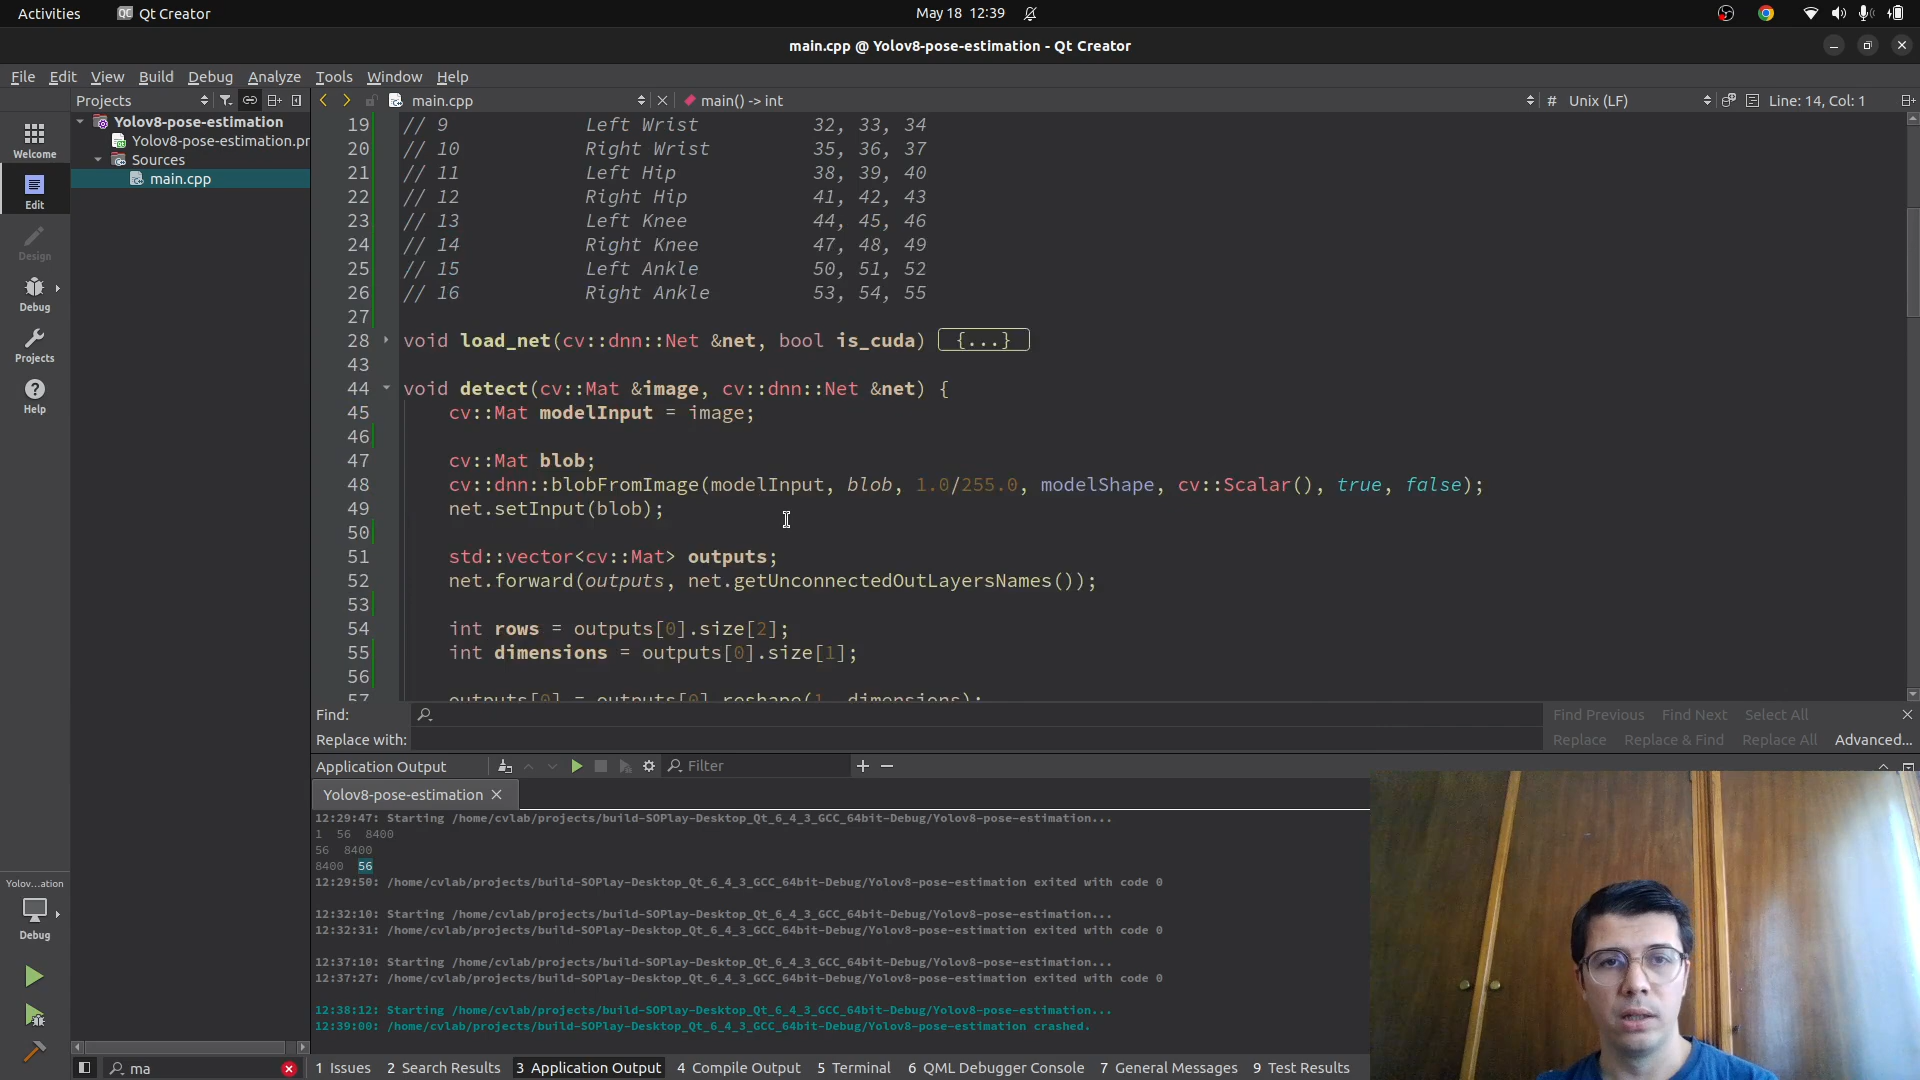 Activities
Qt Creator
May 18 12:39
main.cpp @ Yolov8-pose-estimation - Qt Creator
File Edit View Build Debug Analyze Tools Window Help
Projects
main.cpp
main() -> int
# Unix (LF)
Line: 14, Col: 1
Welcome
Edit
Design
Debug
Projects
Help
Yolov8-pose-estimation
Yolov8-pose-estimation.pr
Sources
main.cpp
19 // 9 Left Wrist 32, 33, 34
20 // 10 Right Wrist 35, 36, 37
21 // 11 Left Hip 38, 39, 40
22 // 12 Right Hip 41, 42, 43
23 // 13 Left Knee 44, 45, 46
24 // 14 Right Knee 47, 48, 49
25 // 15 Left Ankle 50, 51, 52
26 // 16 Right Ankle 53, 54, 55
27
28 void load_net(cv::dnn::Net &net, bool is_cuda) {...}
43
44 void detect(cv::Mat &image, cv::dnn::Net &net) {
45 cv::Mat modelInput = image;
46
47 cv::Mat blob;
48 cv::dnn::blobFromImage(modelInput, blob, 1.0/255.0, modelShape, cv::Scalar(), true, false);
49 net.setInput(blob);
50
51 std::vector<cv::Mat> outputs;
52 net.forward(outputs, net.getUnconnectedOutLayersNames());
53
54 int rows = outputs[0].size[2];
55 int dimensions = outputs[0].size[1];
56
57 outputs[0] = outputs[0].reshape(1, dimensions);
Find:
Find Previous Find Next Select All
Replace with:
Replace Replace & Find Replace All Advanced...
Application Output
Filter
Yolov8-pose-estimation
12:29:47: Starting /home/cvlab/projects/build-SOPlay-Desktop_Qt_6_4_3_GCC_64bit-Debug/Yolov8-pose-estimation...
1 56 8400
56 8400
8400 56
12:29:50: /home/cvlab/projects/build-SOPlay-Desktop_Qt_6_4_3_GCC_64bit-Debug/Yolov8-pose-estimation exited with code 0
12:32:10: Starting /home/cvlab/projects/build-SOPlay-Desktop_Qt_6_4_3_GCC_64bit-Debug/Yolov8-pose-estimation...
12:32:31: /home/cvlab/projects/build-SOPlay-Desktop_Qt_6_4_3_GCC_64bit-Debug/Yolov8-pose-estimation exited with code 0
12:37:10: Starting /home/cvlab/projects/build-SOPlay-Desktop_Qt_6_4_3_GCC_64bit-Debug/Yolov8-pose-estimation...
12:37:27: /home/cvlab/projects/build-SOPlay-Desktop_Qt_6_4_3_GCC_64bit-Debug/Yolov8-pose-estimation exited with code 0
12:38:12: Starting /home/cvlab/projects/build-SOPlay-Desktop_Qt_6_4_3_GCC_64bit-Debug/Yolov8-pose-estimation...
12:39:00: /home/cvlab/projects/build-SOPlay-Desktop_Qt_6_4_3_GCC_64bit-Debug/Yolov8-pose-estimation crashed.
Yolov...ation
Debug
ma
1 Issues 2 Search Results 3 Application Output 4 Compile Output 5 Terminal 6 QML Debugger Console 7 General Messages 9 Test Results